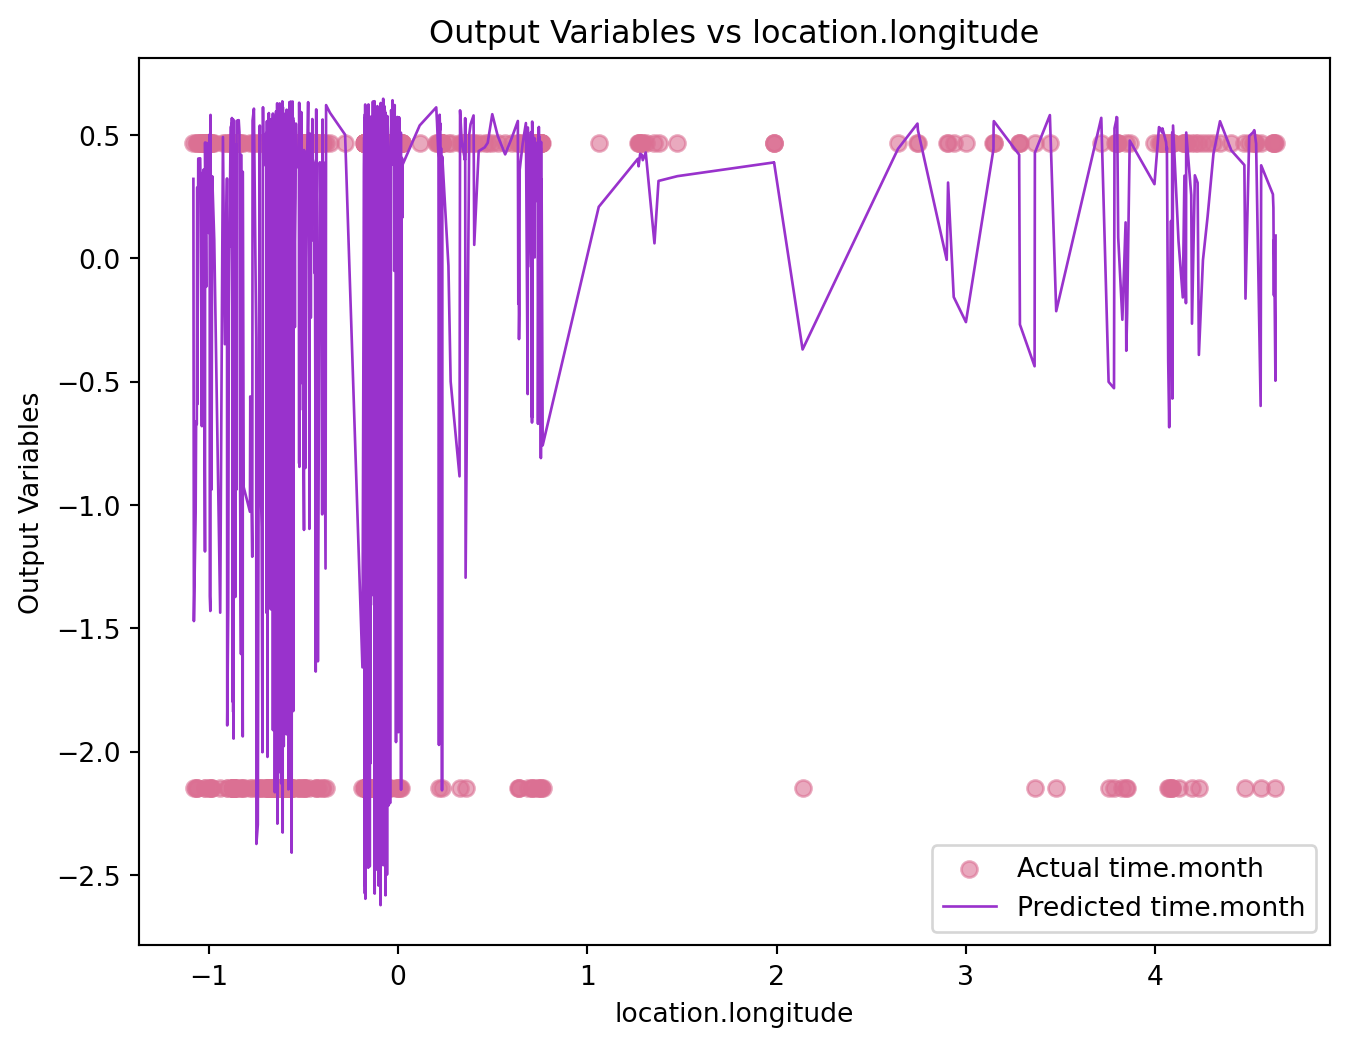 Output Variables vs location.longitude
Output Variables
0.5
0.0
−0.5
−1.0
−1.5
−2.0
−2.5
−1
0
1
2
3
4
location.longitude
Actual time.month
Predicted time.month